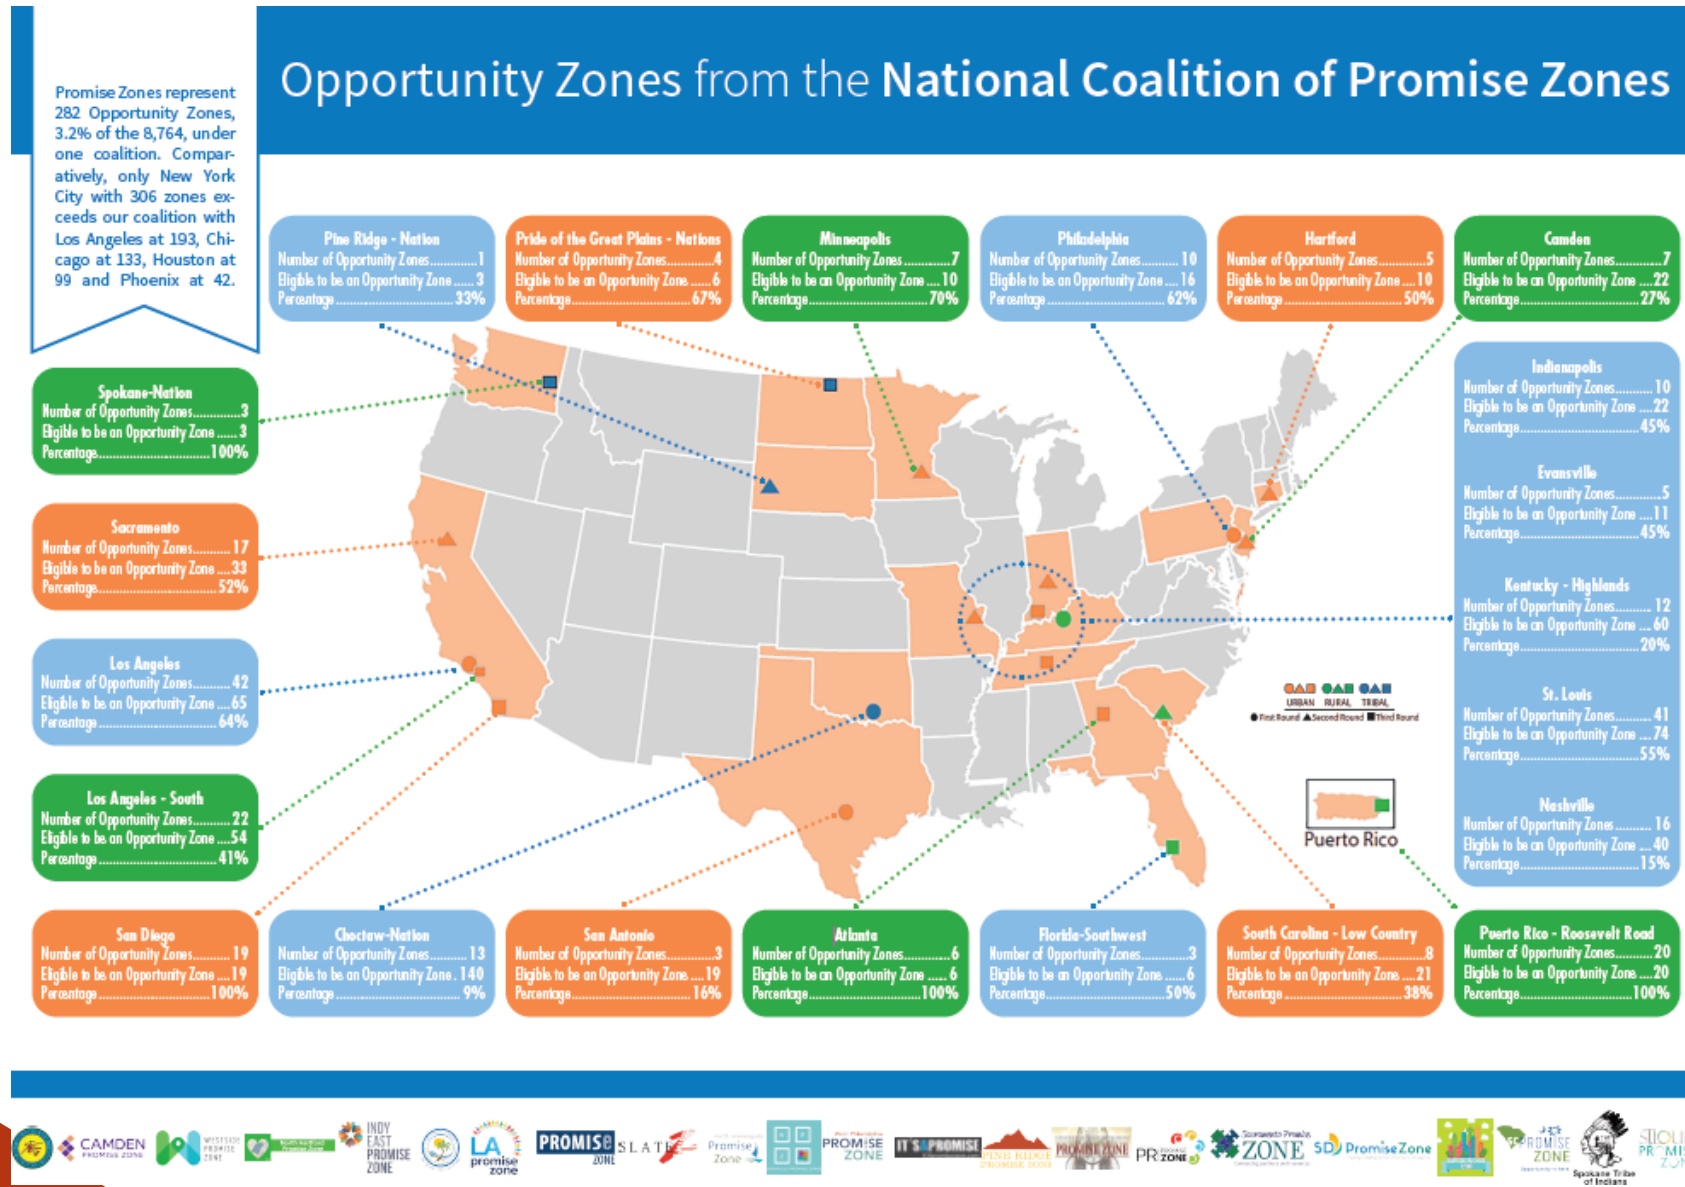 Opportunity Zones from the National Coalition of Promise Zones
Promise Zones represent
282 Opportunity Zones,
3.2% of the 8,764, under
one coalition. Compar-
atively, only New York
City with 306 zones ex-
ceeds our coalition with
Los Angeles at 193, Chi-
cago at 133, Houston at
99 and Phoenix at 42.
Pine Ridge - Nation
Number of Opportunity Zones............1
Eligible to be an Opportunity Zone ..... 3
Percentage .............................. 33%
Pride of the Great Plains - Nations
Number of Opportunity Zones............4
Eligible to be an Opportunity Zone ......6
Percentage..............................67%
Minneapolis
Number of Opportunity Zones ............7
Eligible to be an Opportunity Zone ....10
Percentage..............................70%
Philadelphia
Number of Opportunity Zones .......... 10
Eligible to be an Opportunity Zone ....16
Percentage ..............................62%
Hartford
Number of Opportunity Zones............5
Eligible to be an Opportunity Zone ....10
Percentage..............................50%
Camden
Number of Opportunity Zones............7
Eligible to be an Opportunity Zone ....22
Percentage..............................27%
Spokane-Nation
Number of Opportunity Zones............3
Eligible to be an Opportunity Zone ...... 3
Percentage............................100%
Sacramento
Number of Opportunity Zones.......... 17
Eligible to be an Opportunity Zone ....33
Percentage..............................52%
Los Angeles
Number of Opportunity Zones..........42
Eligible to be an Opportunity Zone ....65
Percentage ..............................64%
Los Angeles - South
Number of Opportunity Zones ..........22
Eligible to be an Opportunity Zone ....54
Percentage ..............................41%
San Diego
Number of Opportunity Zones.......... 19
Eligible to be an Opportunity Zone ....19
Percentage............................100%
Choctaw-Nation
Number of Opportunity Zones .......... 13
Eligible to be an Opportunity Zone . 140
Percentage .............................. 9%
San Antonio
Number of Opportunity Zones............3
Eligible to be an Opportunity Zone ....19
Percentage..............................16%
Atlanta
Number of Opportunity Zones............6
Eligible to be an Opportunity Zone ..... 6
Percentage............................100%
Florida-Southwest
Number of Opportunity Zones............3
Eligible to be an Opportunity Zone ......6
Percentage..............................50%
South Carolina - Low Country
Number of Opportunity Zones............8
Eligible to be an Opportunity Zone ....21
Percentage ..............................38%
Puerto Rico - Roosevelt Road
Number of Opportunity Zones..........20
Eligible to be an Opportunity Zone ....20
Percentage............................100%
Indianapolis
Number of Opportunity Zones.......... 10
Eligible to be an Opportunity Zone ....22
Percentage..............................45%
Evansville
Number of Opportunity Zones............5
Eligible to be an Opportunity Zone ....11
Percentage..............................45%
Kentucky - Highlands
Number of Opportunity Zones.......... 12
Eligible to be an Opportunity Zone ....60
Percentage..............................20%
St. Louis
Number of Opportunity Zones .......... 41
Eligible to be an Opportunity Zone ....74
Percentage..............................55%
Nashville
Number of Opportunity Zones .......... 16
Eligible to be an Opportunity Zone ....40
Percentage..............................15%
URBAN RURAL TRIBAL
First Round Second Round Third Round
Puerto Rico
CAMDEN
PROMISE ZONE
WESTSIDE
PROMISE
ZONE
INDY
EAST
PROMISE
ZONE
LA
promise
zone
PROMISE
ZONE
SLATE
Promise
Zone
PROMISE
ZONE
IT'S PROMISE
PINE RIDGE
PROMISE ZONE
PROMISE ZONE
PR ZONE
Sacramento Promise
ZONE
SD PromiseZone
PROMISE
ZONE
Spokane Tribe
of Indians